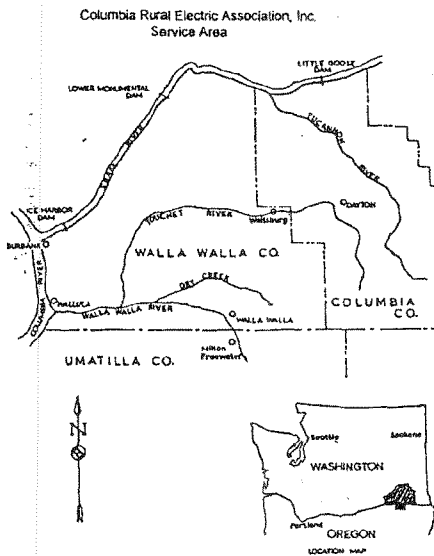 Columbia Rural Electric Association, Inc.
Service Area
LITTLE GOOSE
DAM
LOWER MONUMENTAL
DAM
SNAKE RIVER
TUCANNON
RIVER
ICE HARBOR
DAM
TOUCHET RIVER
Waitsburg
DAYTON
BURBANK
WALLA WALLA CO.
DRY CREEK
COLUMBIA
CO.
COLUMBIA RIVER
WALLULA
WALLA WALLA RIVER
WALLA WALLA
Milton
Freewater
UMATILLA CO.
N
Seattle
Spokane
WASHINGTON
Portland
OREGON
LOCATION MAP